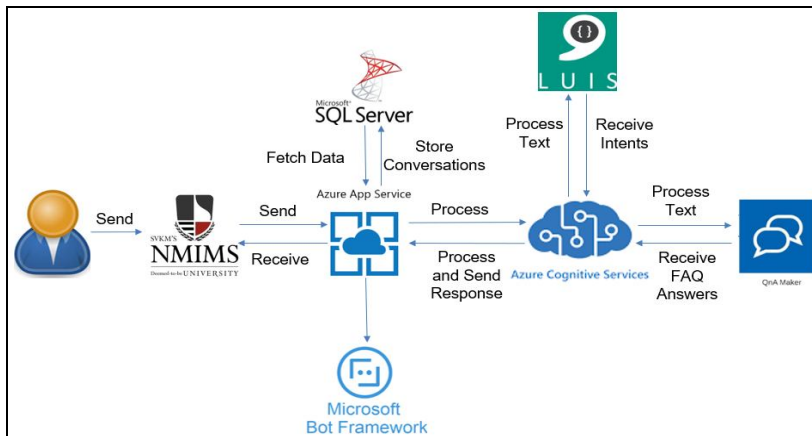 { }
LUIS
Microsoft
SQL Server
Process
Text
Receive
Intents
Fetch Data
Store
Conversations
Azure App Service
Send
SVKM'S
NMIMS
Deemed to be UNIVERSITY
Send
Receive
Process
Process
and Send
Response
Azure Cognitive Services
Process
Text
Receive
FAQ
Answers
QnA Maker
Microsoft
Bot Framework